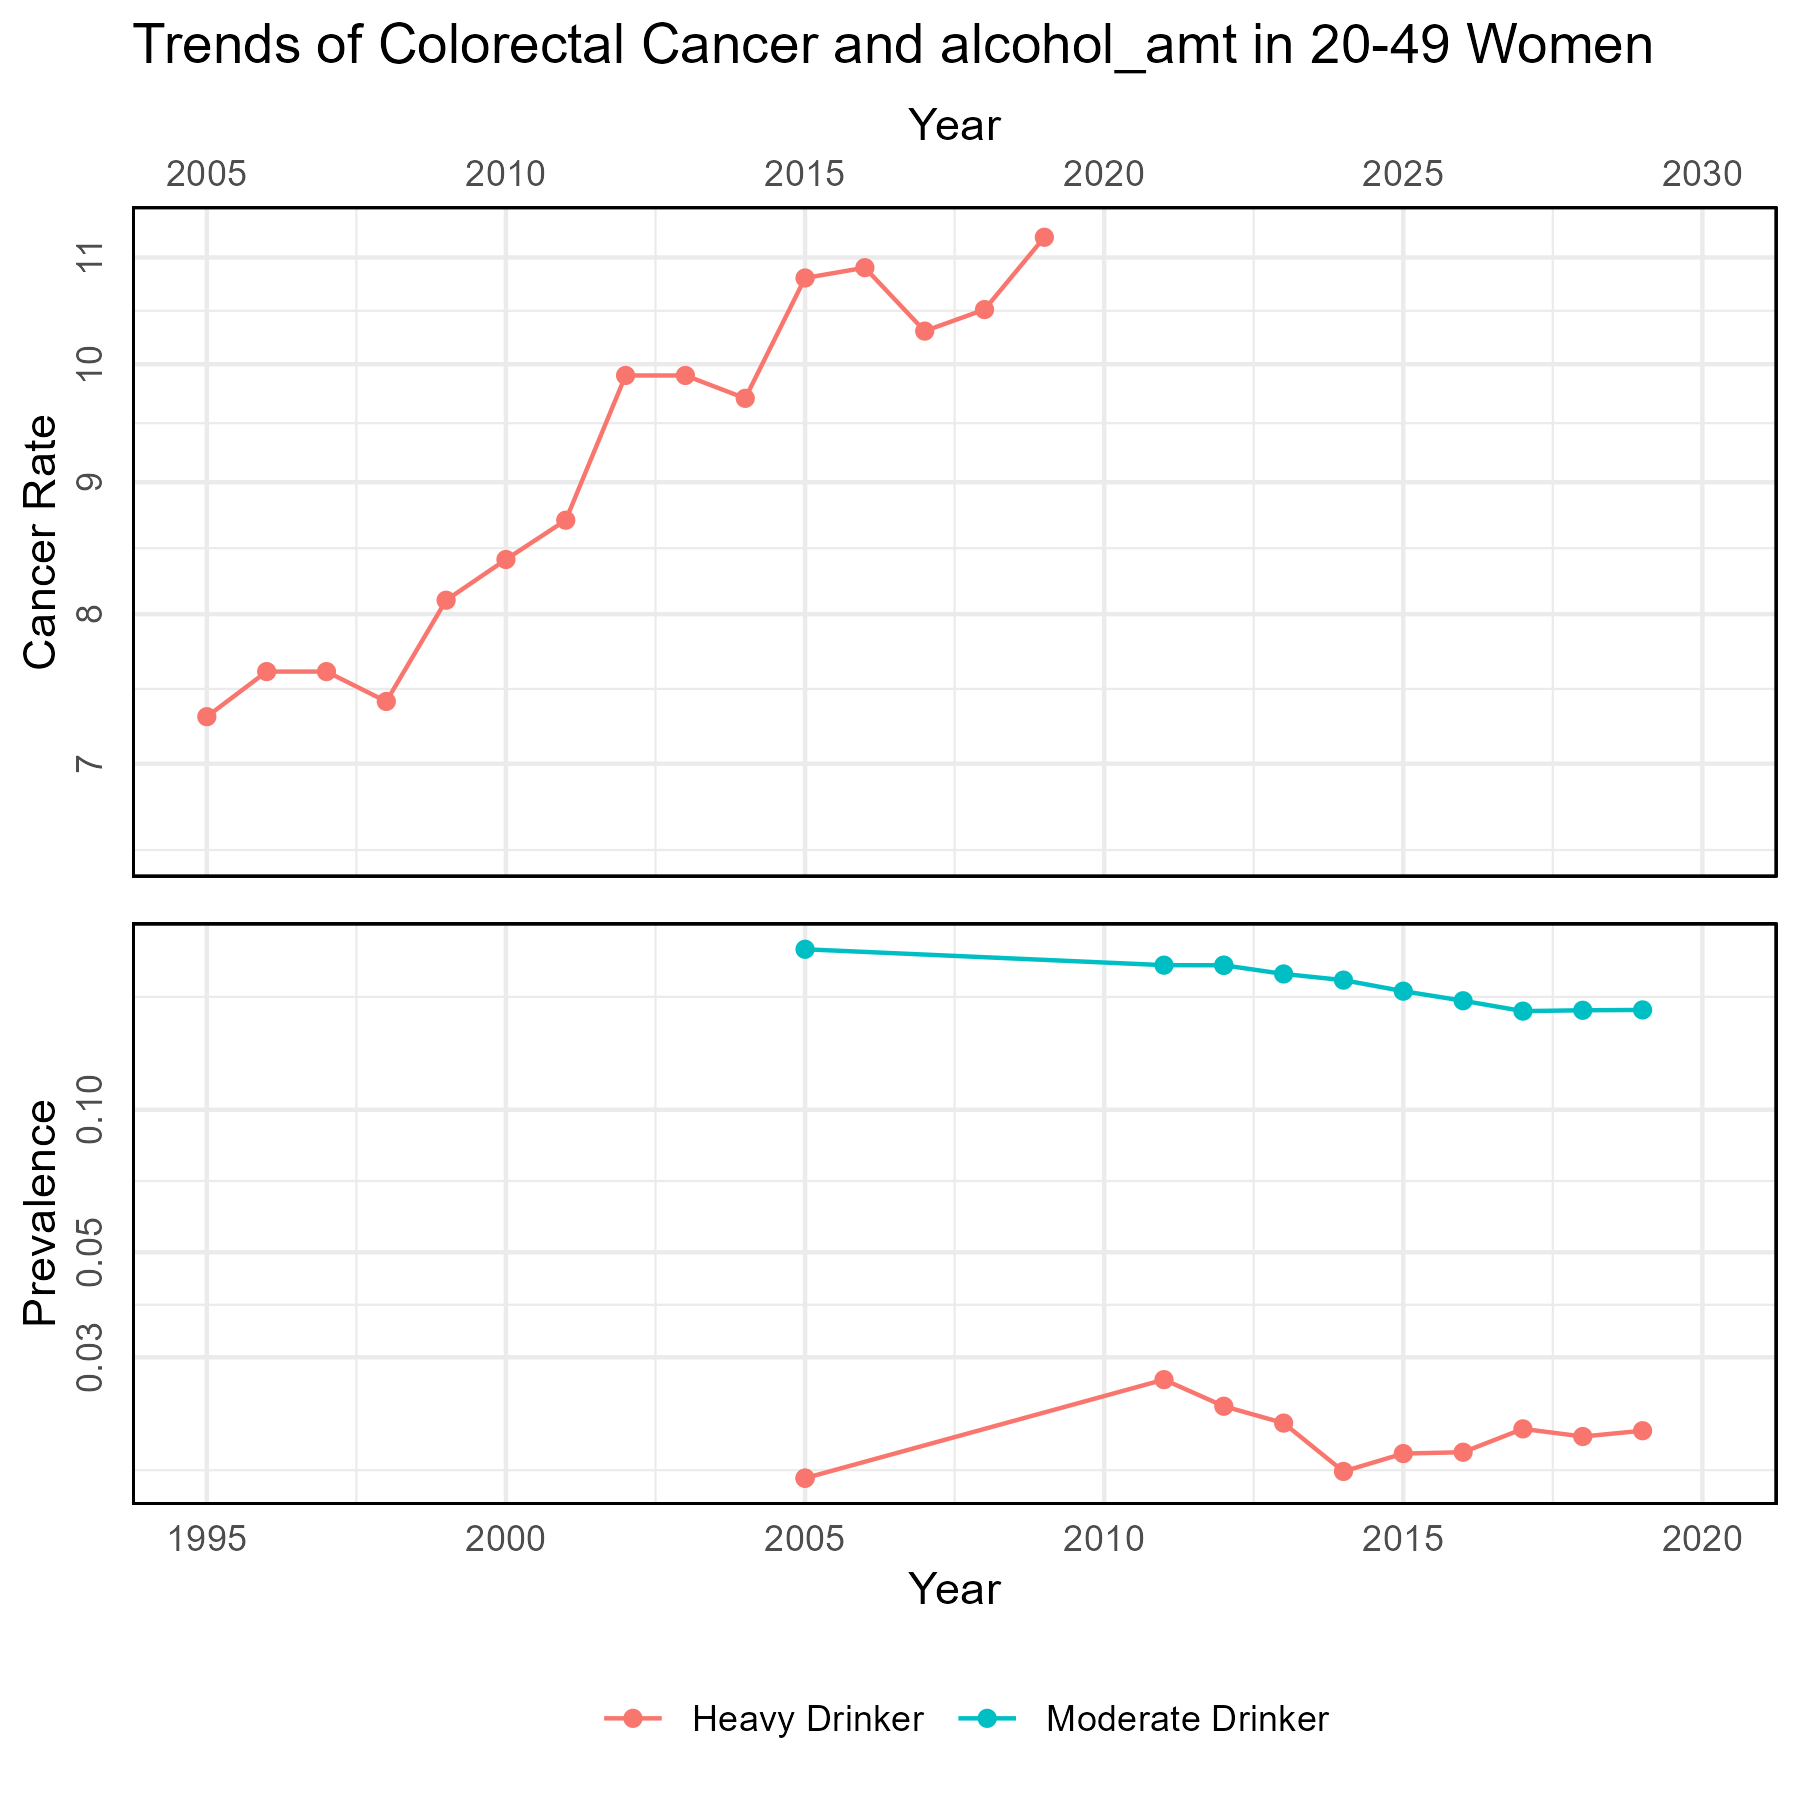 Trends of Colorectal Cancer and alcohol_amt in 20-49 Women
Year
2005 2010 2015 2020 2025 2030
Cancer Rate
11
10
9
8
7
Prevalence
0.10
0.05
0.03
1995 2000 2005 2010 2015 2020
Year
Heavy Drinker Moderate Drinker